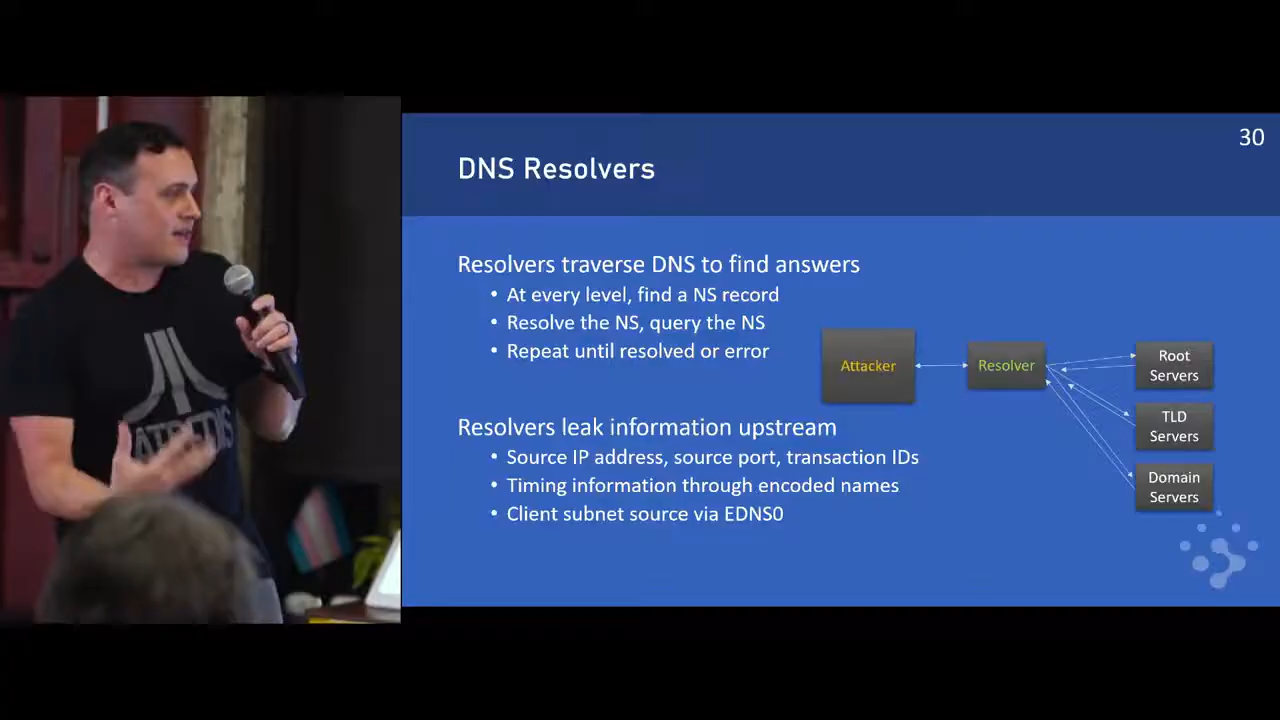 30
DNS Resolvers
Resolvers traverse DNS to find answers
• At every level, find a NS record
• Resolve the NS, query the NS
• Repeat until resolved or error
Attacker
Resolver
Root
Servers
TLD
Servers
Domain
Servers
Resolvers leak information upstream
• Source IP address, source port, transaction IDs
• Timing information through encoded names
• Client subnet source via EDNS0